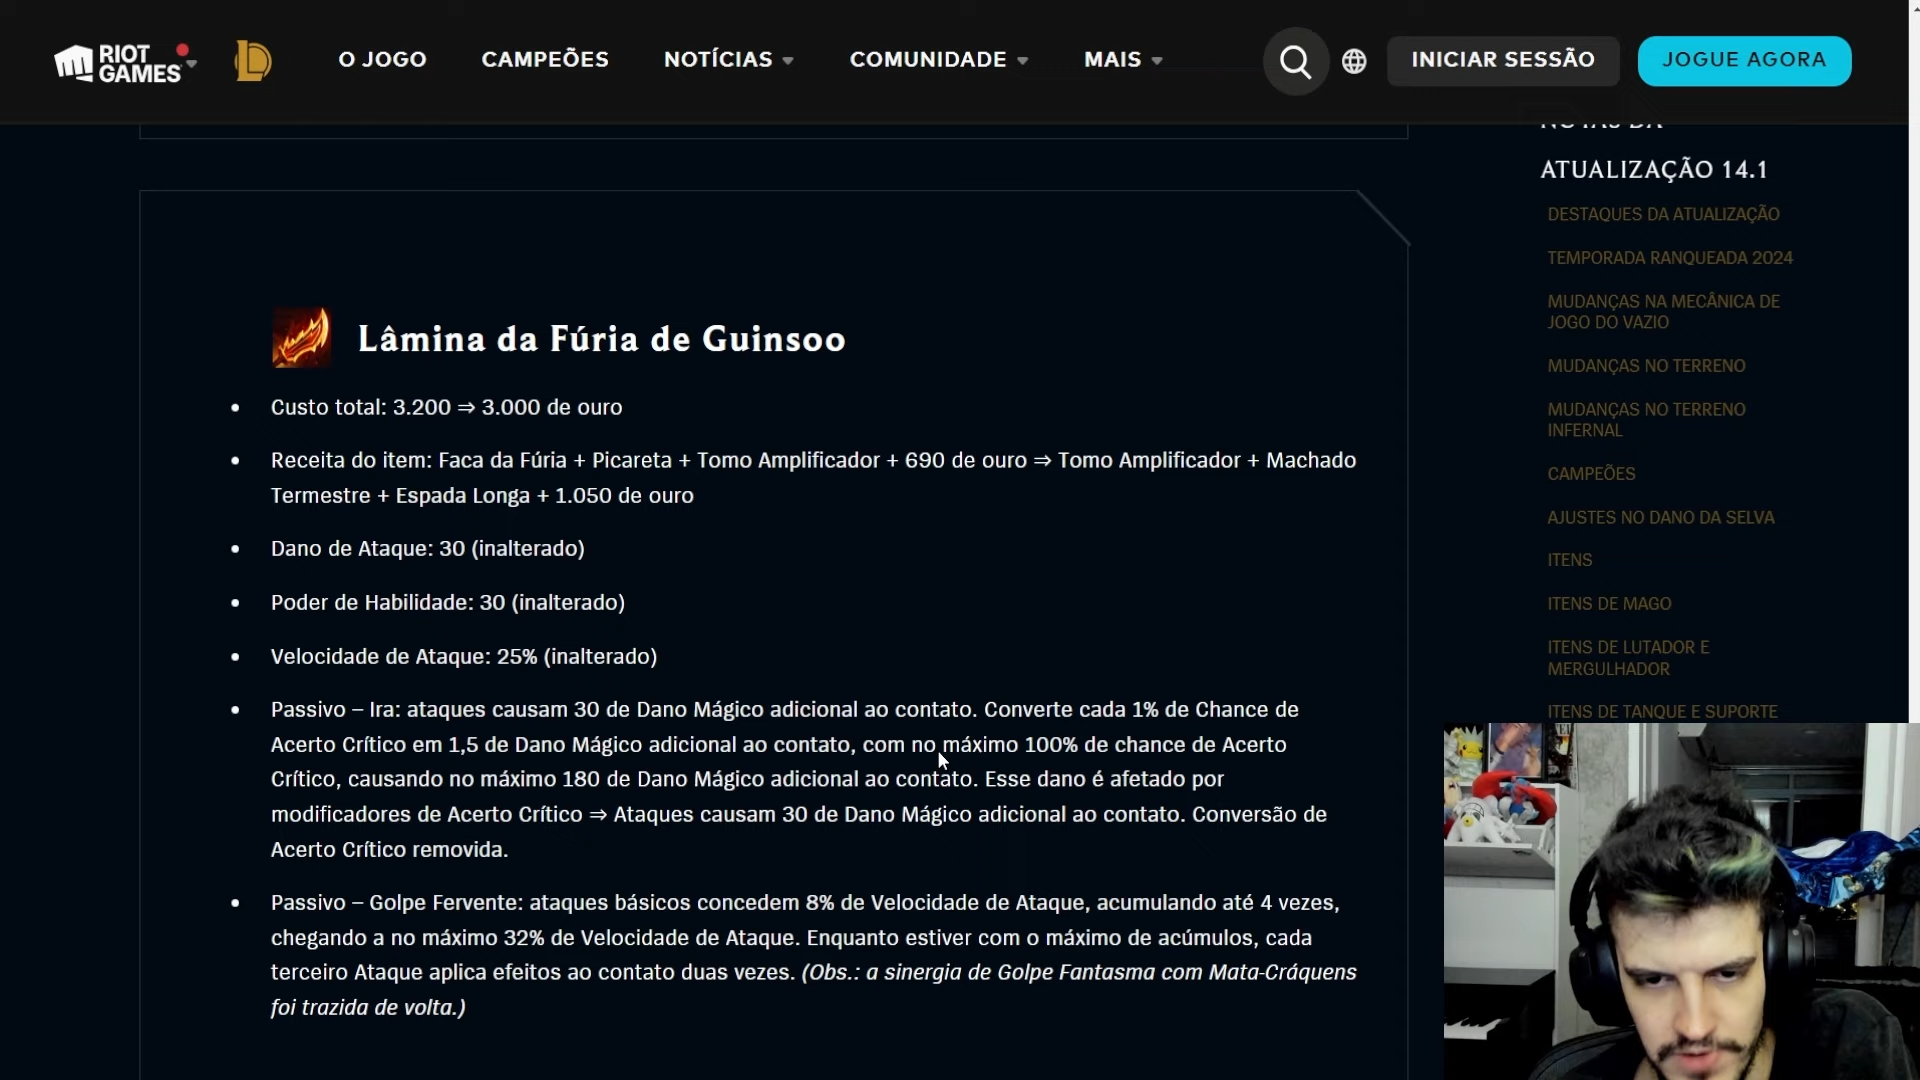 RIOT GAMES
O JOGO
CAMPEÕES
NOTÍCIAS
COMUNIDADE
MAIS
INICIAR SESSÃO
JOGUE AGORA
Lâmina da Fúria de Guinsoo
Custo total: 3.200 ⇒ 3.000 de ouro
Receita do item: Faca da Fúria + Picareta + Tomo Amplificador + 690 de ouro ⇒ Tomo Amplificador + Machado
Termestre + Espada Longa + 1.050 de ouro
Dano de Ataque: 30 (inalterado)
Poder de Habilidade: 30 (inalterado)
Velocidade de Ataque: 25% (inalterado)
Passivo – Ira: ataques causam 30 de Dano Mágico adicional ao contato. Converte cada 1% de Chance de
Acerto Crítico em 1,5 de Dano Mágico adicional ao contato, com no máximo 100% de chance de Acerto
Crítico, causando no máximo 180 de Dano Mágico adicional ao contato. Esse dano é afetado por
modificadores de Acerto Crítico ⇒ Ataques causam 30 de Dano Mágico adicional ao contato. Conversão de
Acerto Crítico removida.
Passivo – Golpe Fervente: ataques básicos concedem 8% de Velocidade de Ataque, acumulando até 4 vezes,
chegando a no máximo 32% de Velocidade de Ataque. Enquanto estiver com o máximo de acúmulos, cada
terceiro Ataque aplica efeitos ao contato duas vezes. (Obs.: a sinergia de Golpe Fantasma com Mata-Cráquens
foi trazida de volta.)
NOTAS DA
ATUALIZAÇÃO 14.1
DESTAQUES DA ATUALIZAÇÃO
TEMPORADA RANQUEADA 2024
MUDANÇAS NA MECÂNICA DE
JOGO DO VAZIO
MUDANÇAS NO TERRENO
MUDANÇAS NO TERRENO
INFERNAL
CAMPEÕES
AJUSTES NO DANO DA SELVA
ITENS
ITENS DE MAGO
ITENS DE LUTADOR E
MERGULHADOR
ITENS DE TANQUE E SUPORTE